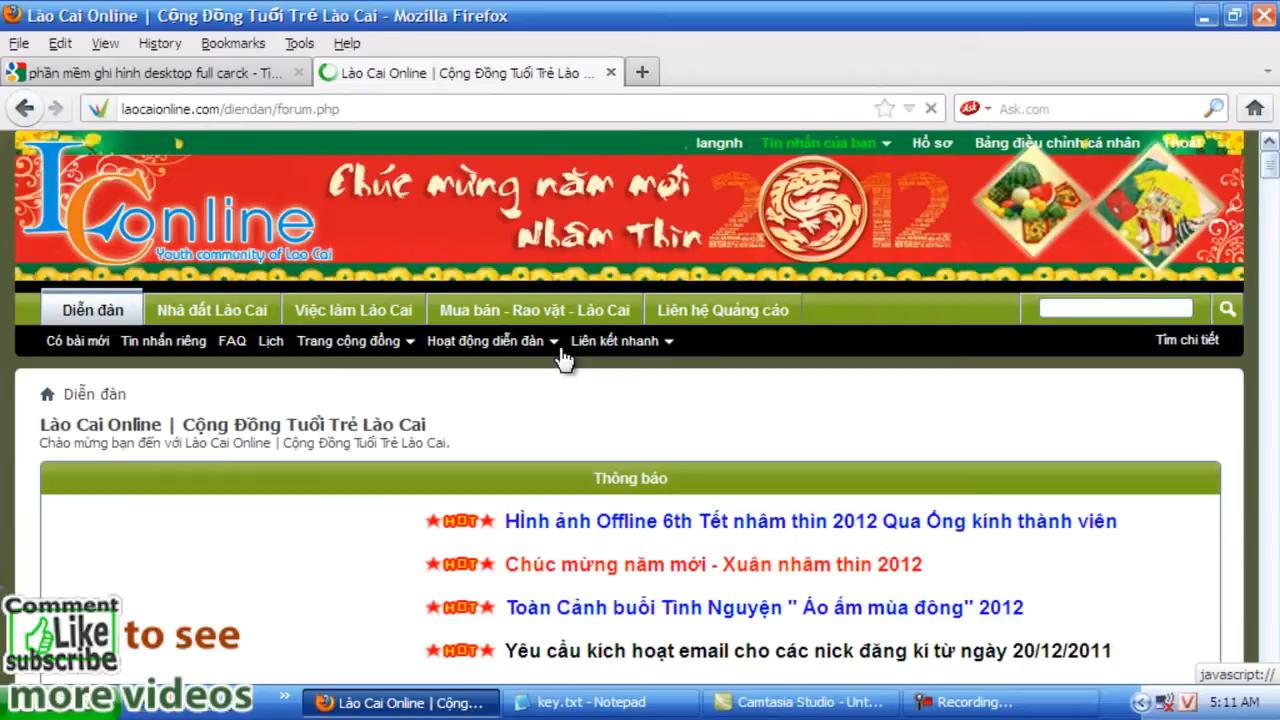 Lào Cai Online | Cộng Đồng Tuổi Trẻ Lào Cai - Mozilla Firefox
File Edit View History Bookmarks Tools Help
phần mềm ghi hình desktop full carck - Ti... Lào Cai Online | Cộng Đồng Tuổi Trẻ Lào ...
laocaionline.com/diendan/forum.php Ask Ask.com
langnh Tin nhắn của bạn Hồ sơ Bảng điều chỉnh cá nhân Thoát
Chúc mừng năm mới 2012
Nhâm Thìn
LC online
Youth community of Lao Cai
Diễn đàn Nhà đất Lào Cai Việc làm Lào Cai Mua bán - Rao vặt - Lào Cai Liên hệ Quảng cáo
Có bài mới Tin nhắn riêng FAQ Lịch Trang cộng đồng Hoạt động diễn đàn Liên kết nhanh Tìm chi tiết
Diễn đàn
Lào Cai Online | Cộng Đồng Tuổi Trẻ Lào Cai
Chào mừng bạn đến với Lào Cai Online | Cộng Đồng Tuổi Trẻ Lào Cai.
Thông báo
HOT HÌnh ảnh Offline 6th Tết nhâm thìn 2012 Qua Ống kính thành viên
HOT Chúc mừng năm mới - Xuân nhâm thìn 2012
HOT Toàn Cảnh buổi Tình Nguyện " Áo ấm mùa đông" 2012
HOT Yêu cầu kích hoạt email cho các nick đăng kí từ ngày 20/12/2011
Comment
Like to see
subscribe
more videos
javascript://
Lào Cai Online | Cộng... key.txt - Notepad Camtasia Studio - Unt... Recording... V 5:11 AM